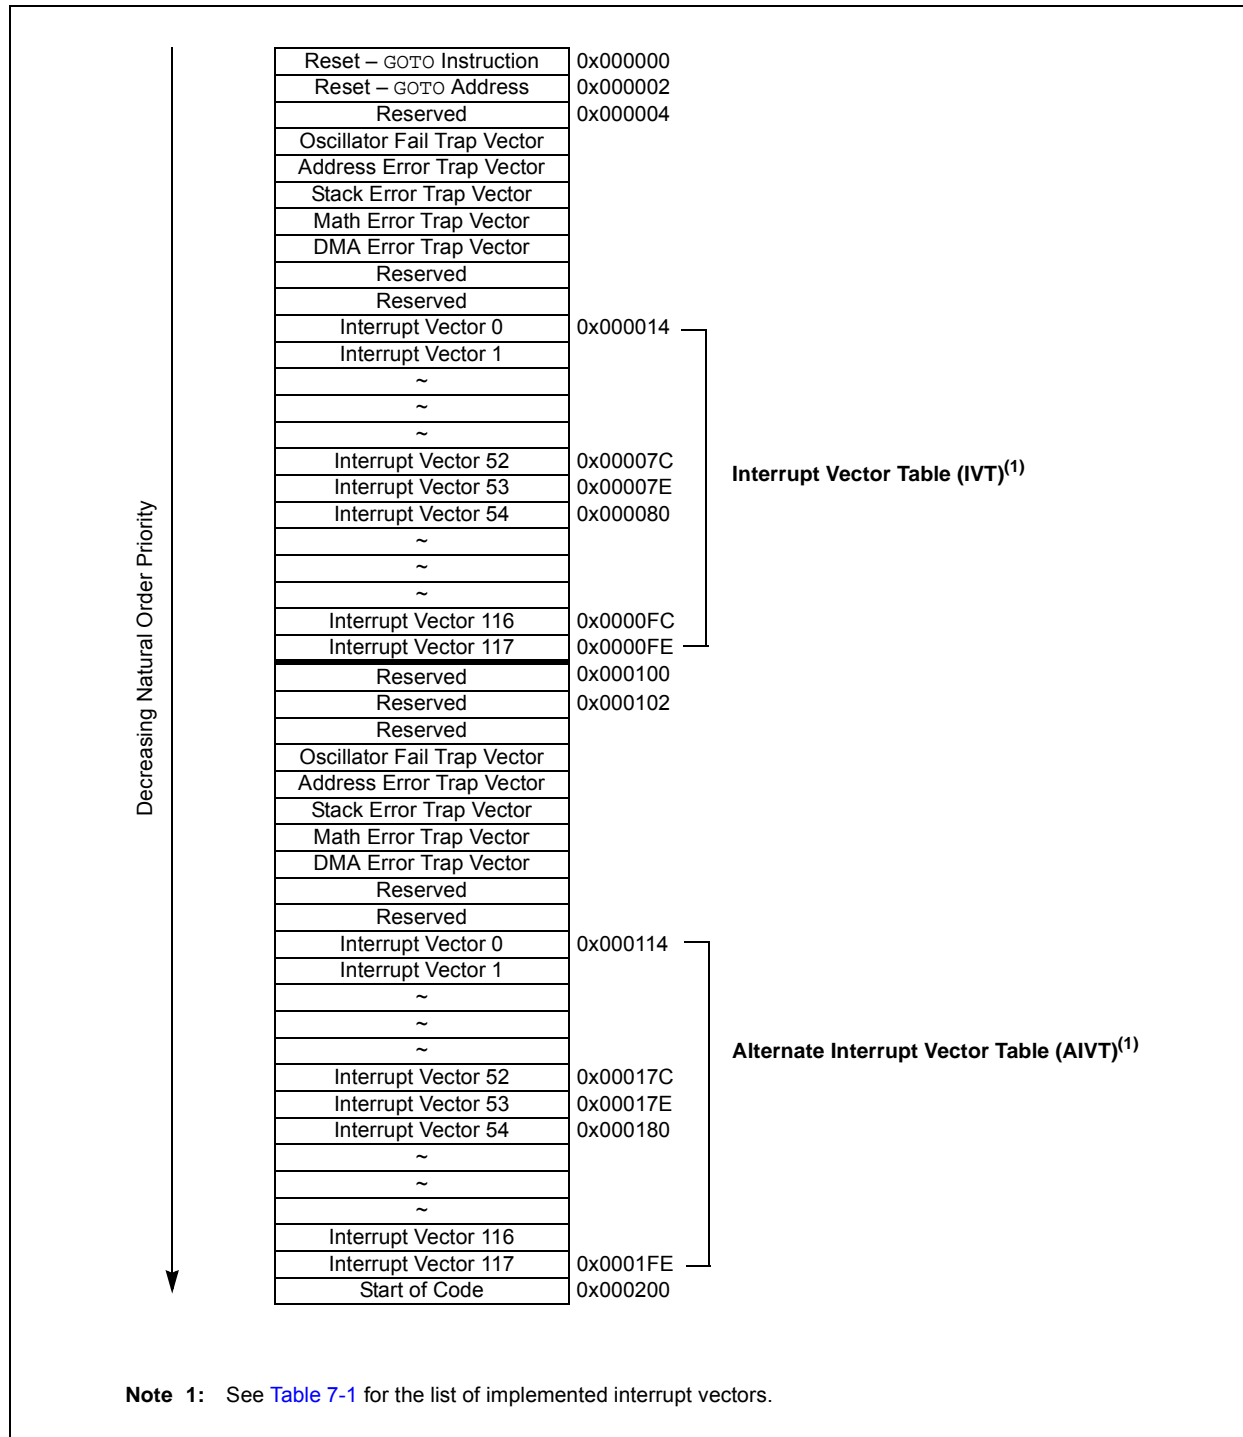 Decreasing Natural Order Priority
Reset – GOTO Instruction 0x000000
Reset – GOTO Address 0x000002
Reserved 0x000004
Oscillator Fail Trap Vector
Address Error Trap Vector
Stack Error Trap Vector
Math Error Trap Vector
DMA Error Trap Vector
Reserved
Reserved
Interrupt Vector 0 0x000014
Interrupt Vector 1
~
~
~
Interrupt Vector 52 0x00007C
Interrupt Vector Table (IVT)(1)
Interrupt Vector 53 0x00007E
Interrupt Vector 54 0x000080
~
~
~
Interrupt Vector 116 0x0000FC
Interrupt Vector 117 0x0000FE
Reserved 0x000100
Reserved 0x000102
Reserved
Oscillator Fail Trap Vector
Address Error Trap Vector
Stack Error Trap Vector
Math Error Trap Vector
DMA Error Trap Vector
Reserved
Reserved
Interrupt Vector 0 0x000114
Interrupt Vector 1
~
~
~
Alternate Interrupt Vector Table (AIVT)(1)
Interrupt Vector 52 0x00017C
Interrupt Vector 53 0x00017E
Interrupt Vector 54 0x000180
~
~
~
Interrupt Vector 116
Interrupt Vector 117 0x0001FE
Start of Code 0x000200
Note 1: See Table 7-1 for the list of implemented interrupt vectors.